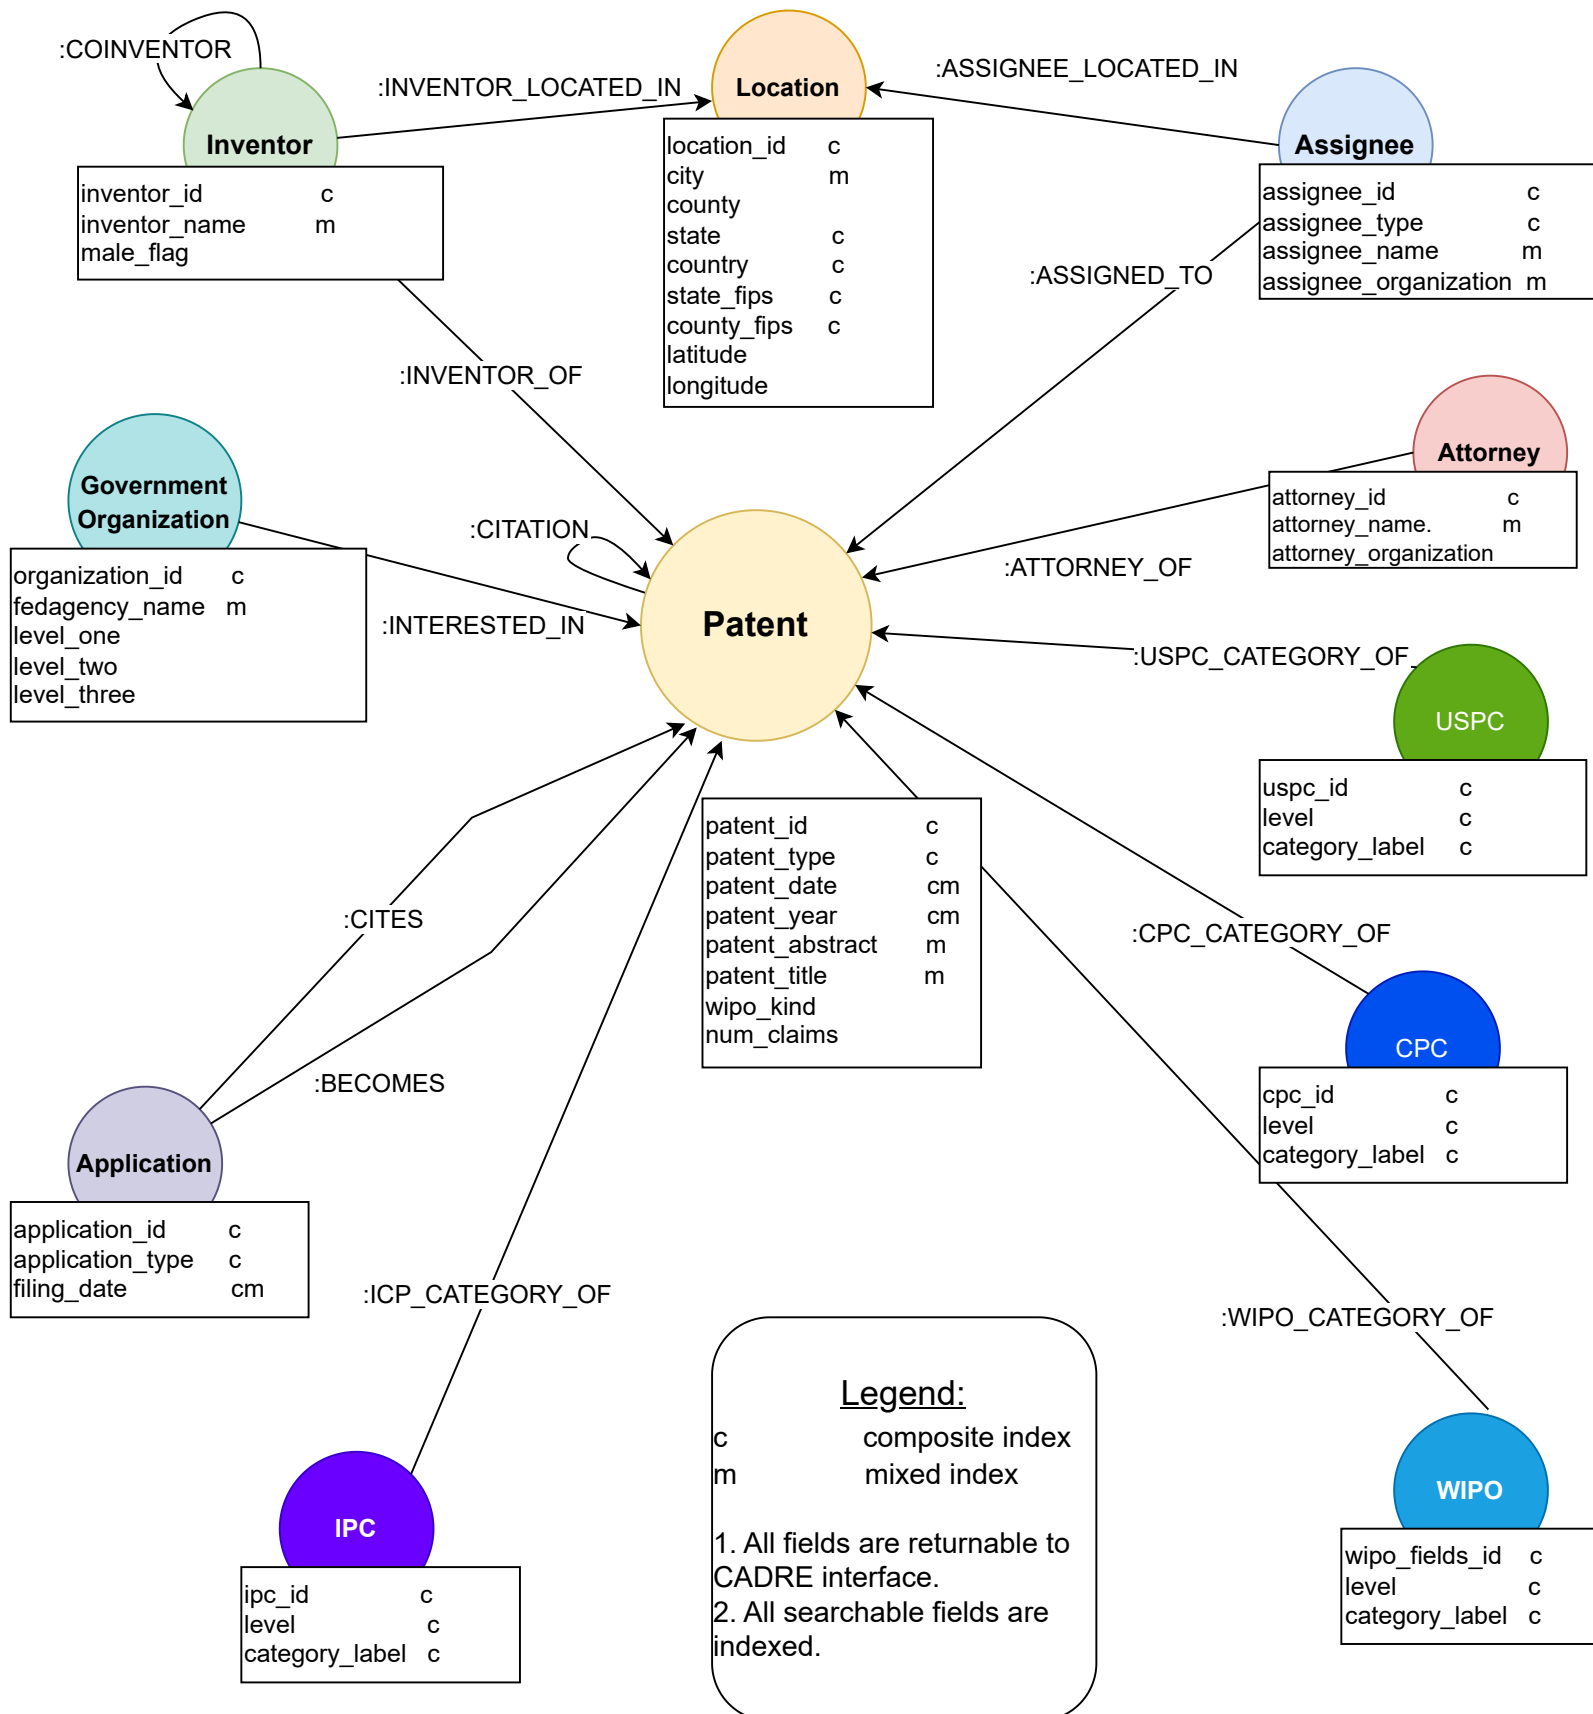 :COINVENTOR
:INVENTOR_LOCATED_IN
Location
:ASSIGNEE_LOCATED_IN
Inventor
Assignee
inventor_id c
inventor_name m
male_flag
location_id c
city m
county
state c
country c
state_fips c
county_fips c
latitude
longitude
assignee_id c
assignee_type c
assignee_name m
assignee_organization m
:ASSIGNED_TO
:INVENTOR_OF
Government
Organization
organization_id c
fedagency_name m
level_one
level_two
level_three
:INTERESTED_IN
:CITATION
Patent
Attorney
attorney_id c
attorney_name. m
attorney_organization
:ATTORNEY_OF
:USPC_CATEGORY_OF
USPC
uspc_id c
level c
category_label c
patent_id c
patent_type c
patent_date cm
patent_year cm
patent_abstract m
patent_title m
wipo_kind
num_claims
:CITES
:BECOMES
:CPC_CATEGORY_OF
CPC
cpc_id c
level c
category_label c
Application
application_id c
application_type c
filing_date cm
:ICP_CATEGORY_OF
:WIPO_CATEGORY_OF
IPC
ipc_id c
level c
category_label c
Legend:
c composite index
m mixed index
1. All fields are returnable to
CADRE interface.
2. All searchable fields are
indexed.
WIPO
wipo_fields_id c
level c
category_label c